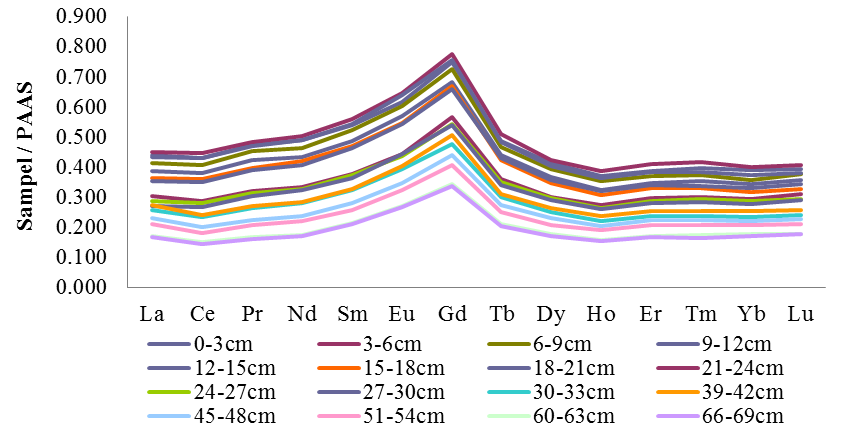 0.900
0.800
0.700
0.600
0.500
0.400
0.300
0.200
0.100
0.000
Sampel / PAAS
La Ce Pr Nd Sm Eu Gd Tb Dy Ho Er Tm Yb Lu
0-3cm 3-6cm 6-9cm 9-12cm
12-15cm 15-18cm 18-21cm 21-24cm
24-27cm 27-30cm 30-33cm 39-42cm
45-48cm 51-54cm 60-63cm 66-69cm